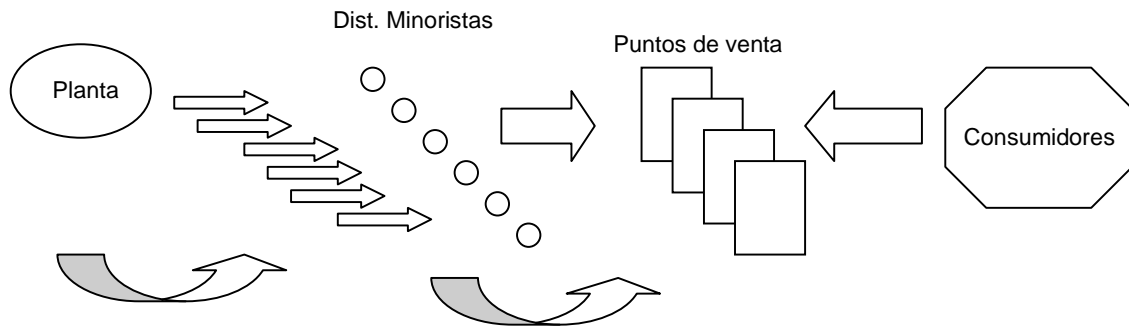 Dist. Minoristas
Puntos de venta
Planta
Consumidores